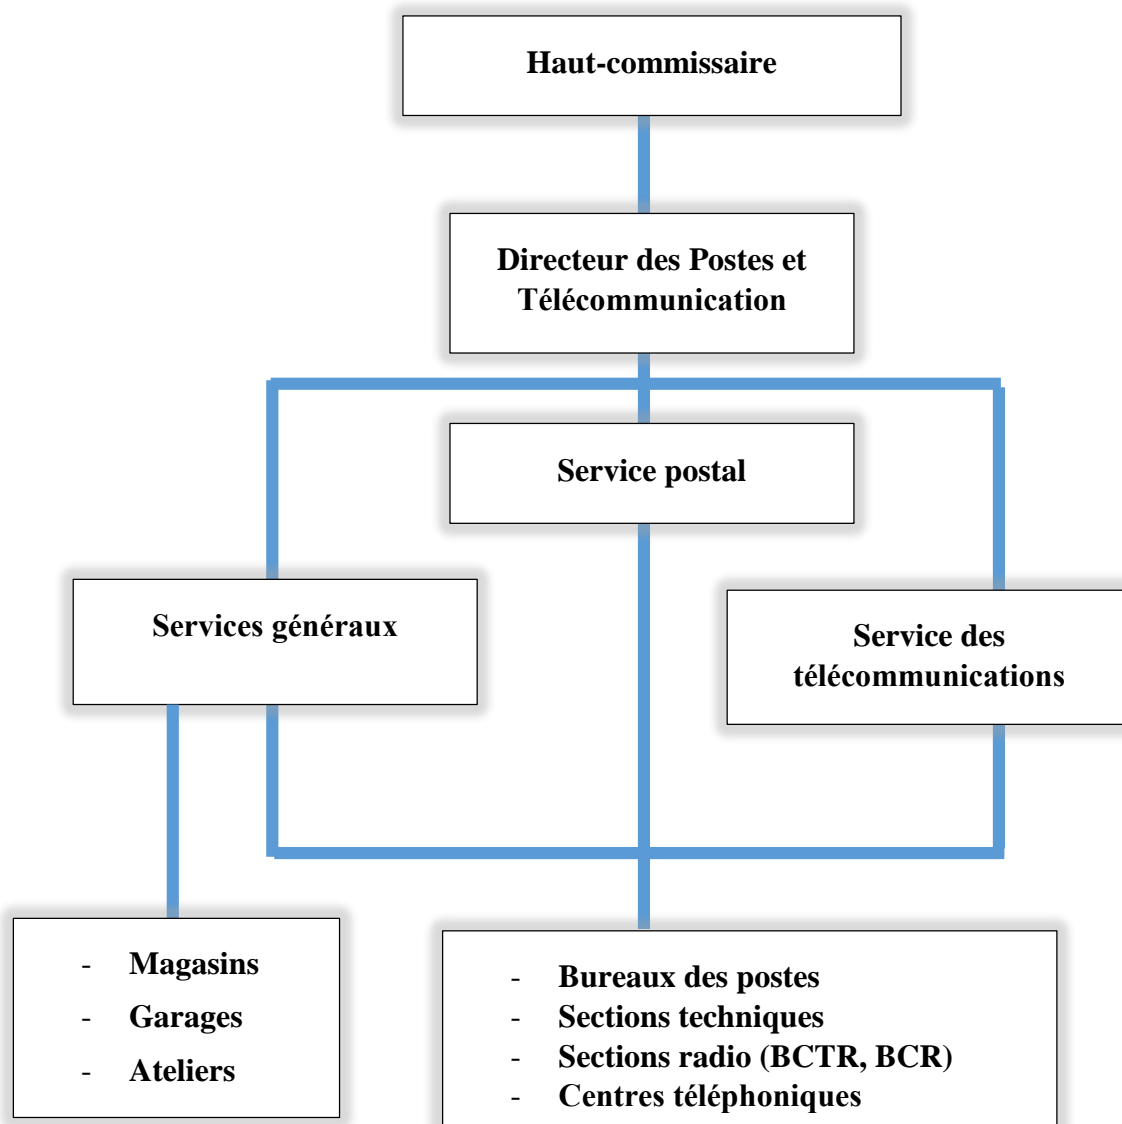 Haut-commissaire
Directeur des Postes et
Télécommunication
Service postal
Services généraux
Service des
télécommunications
- Magasins
- Garages
- Ateliers
- Bureaux des postes
- Sections techniques
- Sections radio (BCTR, BCR)
- Centres téléphoniques